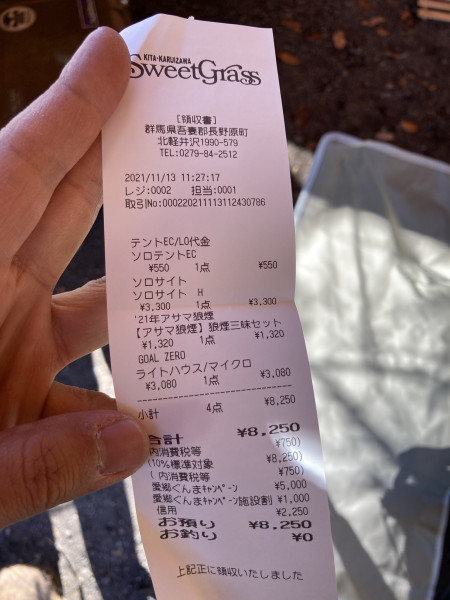 KITA-KARUIZAWA
SweetGrass
[領収書]
群馬県吾妻郡長野原町
北軽井沢1990-579
TEL:0279-84-2512
2021/11/13 11:27:17
レジ:0002 担当:0001
取引No:0002202111131124307​86
テントEC/LO代金
ソロテントEC
¥550 1点 ¥550
ソロサイト
ソロサイト H
¥3,300 1点 ¥3,300
'21年アサマ狼煙
【アサマ狼煙】狼煙三昧セット
¥1,320 1点 ¥1,320
GOAL ZERO
ライトハウス/マイクロ
¥3,080 1点 ¥3,080
小計 4点 ¥8,250
合計 ¥8,250
内消費税等 ¥750)
(10%標準対象 ¥8,250)
( 内消費税等 ¥750)
愛郷ぐんまキャンペーン ¥5,000
愛郷ぐんまキャンペーン施設割 ¥1,000
信用 ¥2,250
お預り ¥8,250
お釣り ¥0
上記正に領収いたしました